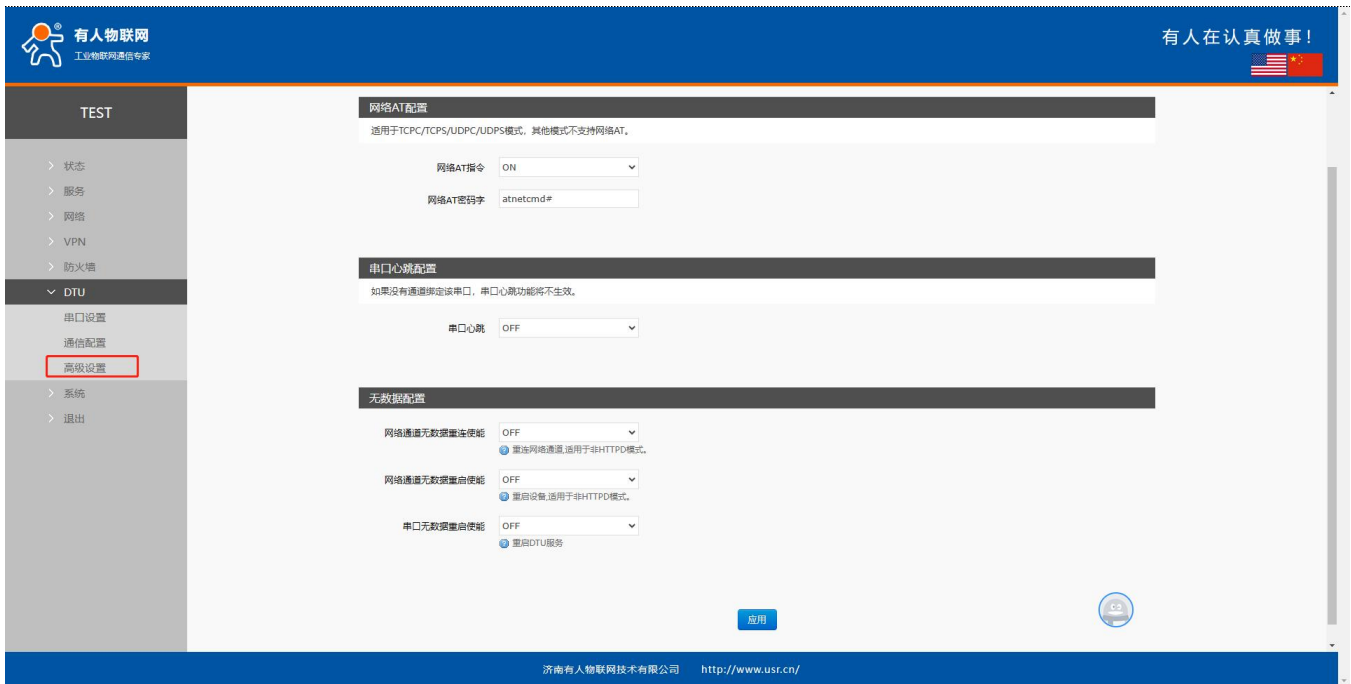 有人物联网
工业物联网通信专家
有人在认真做事！
TEST
状态
服务
网络
VPN
防火墙
DTU
串口设置
通信配置
高级设置
系统
退出
网络AT配置
适用于TCPC/TCPS/UDPC/UDPS模式，其他模式不支持网络AT。
网络AT指令 ON
网络AT密码字 atnetcmd#
串口心跳配置
如果没有通道绑定该串口，串口心跳功能将不生效。
串口心跳 OFF
无数据配置
网络通道无数据重连使能 OFF
重连网络通道,适用于非HTTPD模式。
网络通道无数据重启使能 OFF
重启设备,适用于非HTTPD模式。
串口无数据重启使能 OFF
重启DTU服务
应用
济南有人物联网技术有限公司 http://www.usr.cn/